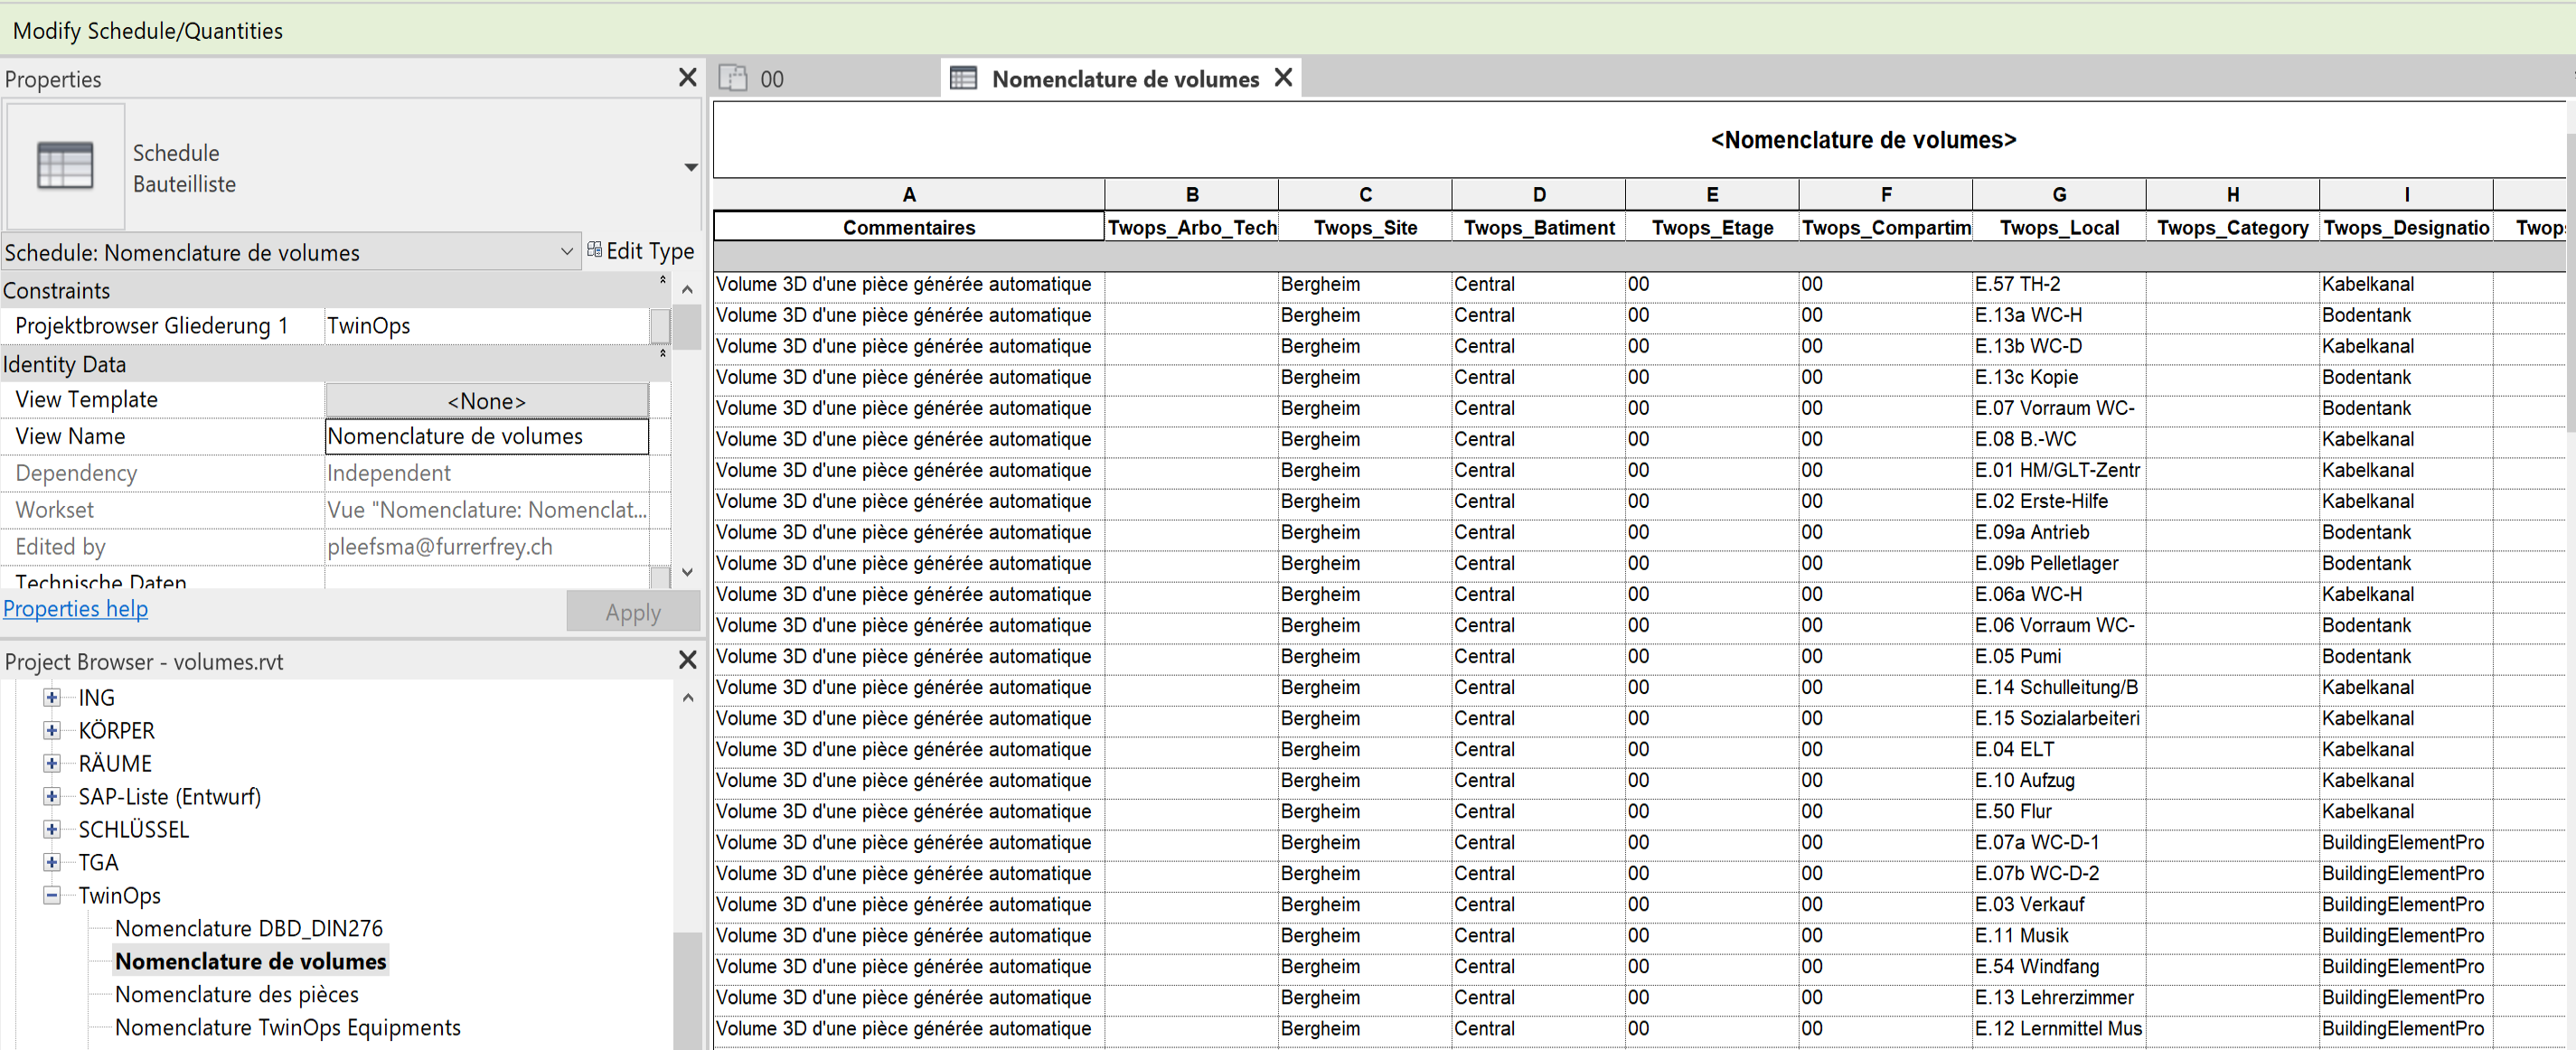 Modify Schedule/Quantities
Properties
Schedule
Bauteilliste
Schedule: Nomenclature de volumes
Edit Type
Constraints
Projektbrowser Gliederung 1 TwinOps
Identity Data
View Template <None>
View Name Nomenclature de volumes
Dependency Independent
Workset Vue "Nomenclature: Nomenclat...
Edited by pleefsma@furrerfrey.ch
Technische Daten
Properties help
Apply
Project Browser - volumes.rvt
ING
KÖRPER
RÄUME
SAP-Liste (Entwurf)
SCHLÜSSEL
TGA
TwinOps
Nomenclature DBD_DIN276
Nomenclature de volumes
Nomenclature des pièces
Nomenclature TwinOps Equipments
00
Nomenclature de volumes
<Nomenclature de volumes>
A B C D E F G H I
Commentaires Twops_Arbo_Tech Twops_Site Twops_Batiment Twops_Etage Twops_Compartim Twops_Local Twops_Category Twops_Designatio Twops
Volume 3D d'une pièce générée automatique Bergheim Central 00 00 E.57 TH-2 Kabelkanal
Volume 3D d'une pièce générée automatique Bergheim Central 00 00 E.13a WC-H Bodentank
Volume 3D d'une pièce générée automatique Bergheim Central 00 00 E.13b WC-D Kabelkanal
Volume 3D d'une pièce générée automatique Bergheim Central 00 00 E.13c Kopie Bodentank
Volume 3D d'une pièce générée automatique Bergheim Central 00 00 E.07 Vorraum WC- Bodentank
Volume 3D d'une pièce générée automatique Bergheim Central 00 00 E.08 B.-WC Kabelkanal
Volume 3D d'une pièce générée automatique Bergheim Central 00 00 E.01 HM/GLT-Zentr Kabelkanal
Volume 3D d'une pièce générée automatique Bergheim Central 00 00 E.02 Erste-Hilfe Kabelkanal
Volume 3D d'une pièce générée automatique Bergheim Central 00 00 E.09a Antrieb Bodentank
Volume 3D d'une pièce générée automatique Bergheim Central 00 00 E.09b Pelletlager Bodentank
Volume 3D d'une pièce générée automatique Bergheim Central 00 00 E.06a WC-H Kabelkanal
Volume 3D d'une pièce générée automatique Bergheim Central 00 00 E.06 Vorraum WC- Bodentank
Volume 3D d'une pièce générée automatique Bergheim Central 00 00 E.05 Pumi Bodentank
Volume 3D d'une pièce générée automatique Bergheim Central 00 00 E.14 Schulleitung/B Kabelkanal
Volume 3D d'une pièce générée automatique Bergheim Central 00 00 E.15 Sozialarbeiteri Kabelkanal
Volume 3D d'une pièce générée automatique Bergheim Central 00 00 E.04 ELT Kabelkanal
Volume 3D d'une pièce générée automatique Bergheim Central 00 00 E.10 Aufzug Kabelkanal
Volume 3D d'une pièce générée automatique Bergheim Central 00 00 E.50 Flur Kabelkanal
Volume 3D d'une pièce générée automatique Bergheim Central 00 00 E.07a WC-D-1 BuildingElementPro
Volume 3D d'une pièce générée automatique Bergheim Central 00 00 E.07b WC-D-2 BuildingElementPro
Volume 3D d'une pièce générée automatique Bergheim Central 00 00 E.03 Verkauf BuildingElementPro
Volume 3D d'une pièce générée automatique Bergheim Central 00 00 E.11 Musik BuildingElementPro
Volume 3D d'une pièce générée automatique Bergheim Central 00 00 E.54 Windfang BuildingElementPro
Volume 3D d'une pièce générée automatique Bergheim Central 00 00 E.13 Lehrerzimmer BuildingElementPro
Volume 3D d'une pièce générée automatique Bergheim Central 00 00 E.12 Lernmittel Mus BuildingElementPro